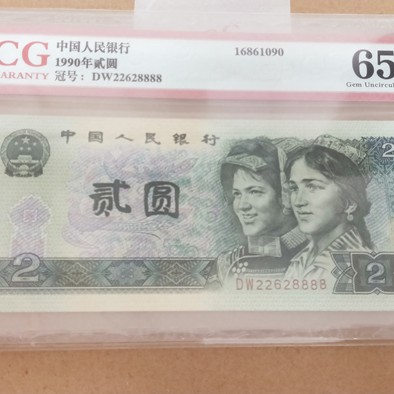 CG
中国人民银行
16861090
65
ARANTY
1990年贰圆
冠号：DW22628888
Gem Uncircul
中国人民银行
2
贰圆
2
2
DW22628888